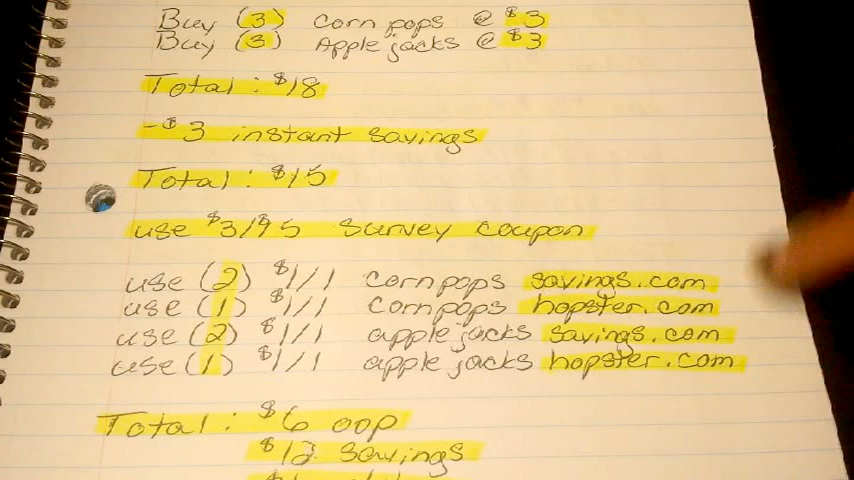 Buy (3) Corn pops @ $3
Buy (3) Apple jacks @ $3
Total: $18
-$3 instant savings
Total: $15
use $3/$5 survey coupon
use (2) $1/1 corn pops savings.com
use (1) $1/1 corn pops hopster.com
use (2) $1/1 apple jacks savings.com
use (1) $1/1 apple jacks hopster.com
Total: $6 oop
$12 savings